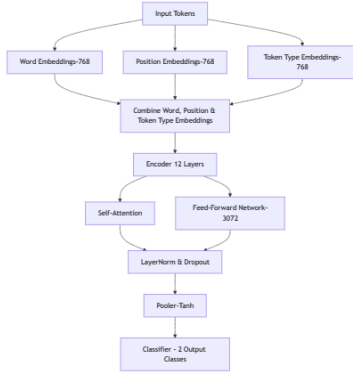 Input Tokens
Word Embeddings-768
Position Embeddings-768
Token Type Embeddings-
768
Combine Word, Position &
Token Type Embeddings
Encoder 12 Layers
Self-Attention
Feed-Forward Network-
3072
LayerNorm & Dropout
Pooler-Tanh
Classifier - 2 Output
Classes